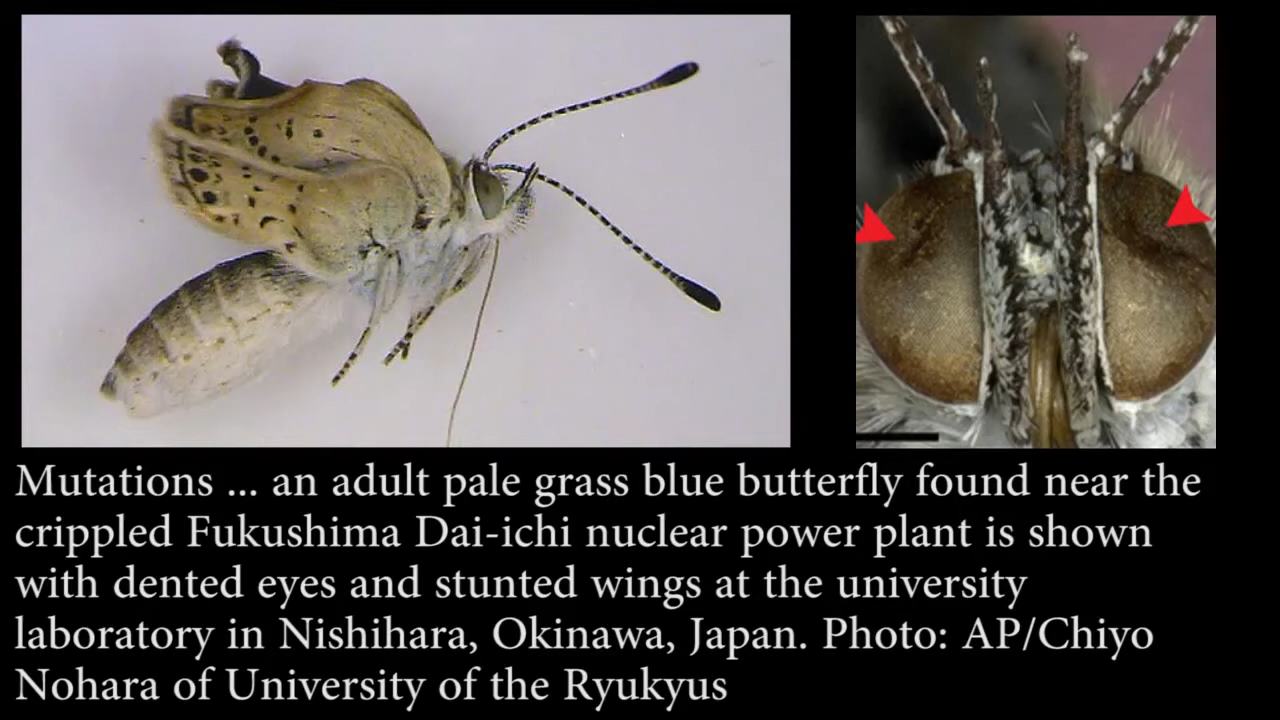 Mutations ... an adult pale grass blue butterfly found near the
crippled Fukushima Dai-ichi nuclear power plant is shown
with dented eyes and stunted wings at the university
laboratory in Nishihara, Okinawa, Japan. Photo: AP/Chiyo
Nohara of University of the Ryukyus